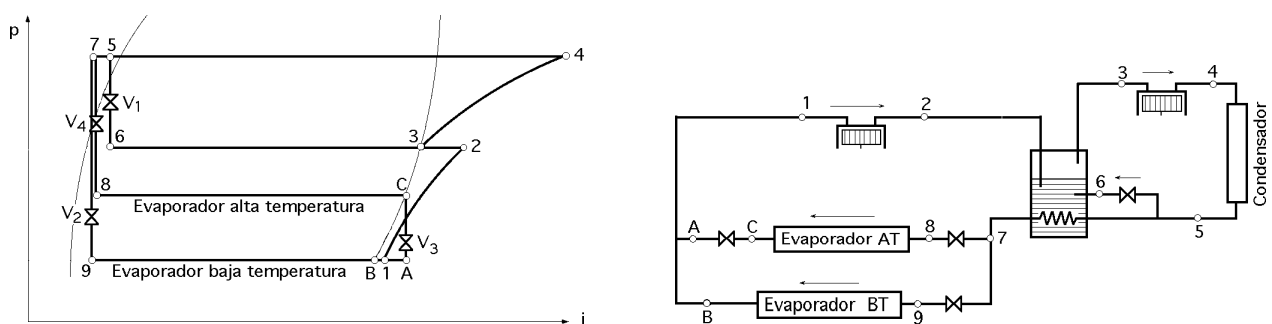 p
7 5
4
V1
V4
6
3
2
8
C
Evaporador alta temperatura
V2
V3
9
Evaporador baja temperatura
B 1 A
i
3
4
1
2
Condensador
6
5
A
C
Evaporador AT
8
7
Evaporador BT
B
9